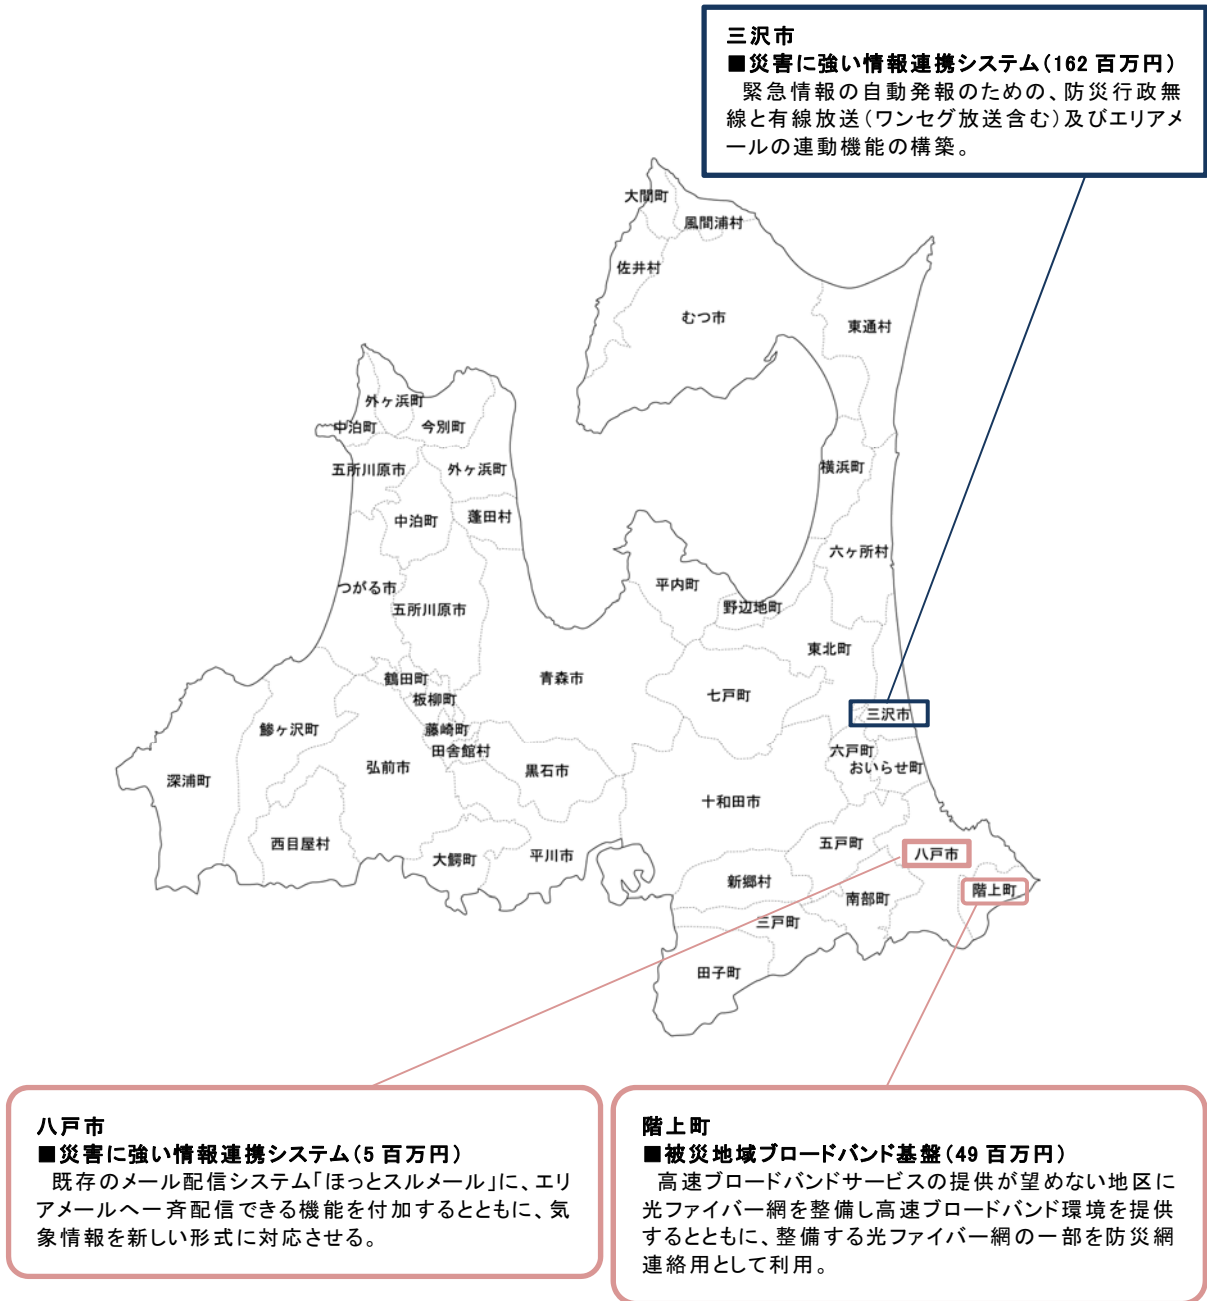 三沢市
■災害に強い情報連携システム(162 百万円)
緊急情報の自動発報のための、防災行政無
線と有線放送(ワンセグ放送含む)及びエリアメ
ールの連動機能の構築。
大間町
風間浦村
佐井村
むつ市
東通村
外ヶ浜町
中泊町
今別町
五所川原市
外ヶ浜町
横浜町
中泊町
蓬田村
六ヶ所村
つがる市
五所川原市
平内町
野辺地町
東北町
鶴田町
青森市
板柳町
七戸町
三沢市
鰺ヶ沢町
藤崎町
田舎館村
六戸町
おいらせ町
深浦町
弘前市
黒石市
十和田市
西目屋村
大鰐町
平川市
五戸町
八戸市
新郷村
南部町
階上町
三戸町
田子町
八戸市
■災害に強い情報連携システム(5 百万円)
既存のメール配信システム「ほっとスルメール」に、エリ
アメールへ一斉配信できる機能を付加するとともに、気
象情報を新しい形式に対応させる。
階上町
■被災地域ブロードバンド基盤(49 百万円)
高速ブロードバンドサービスの提供が望めない地区に
光ファイバー網を整備し高速ブロードバンド環境を提供
するとともに、整備する光ファイバー網の一部を防災網
連絡用として利用。